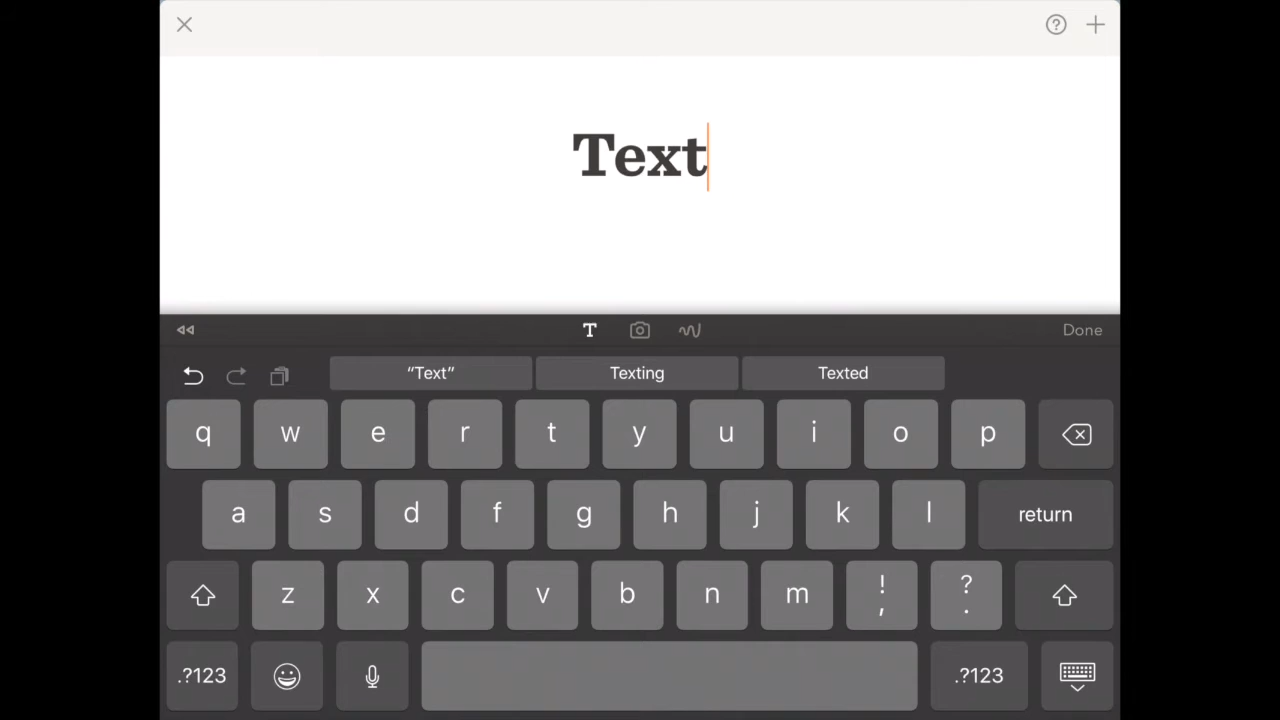 Text
T Done
“Text” Texting Texted
q w e r t y u i o p
a s d f g h j k l return
z x c v b n m ! , ? .
.?123 .?123